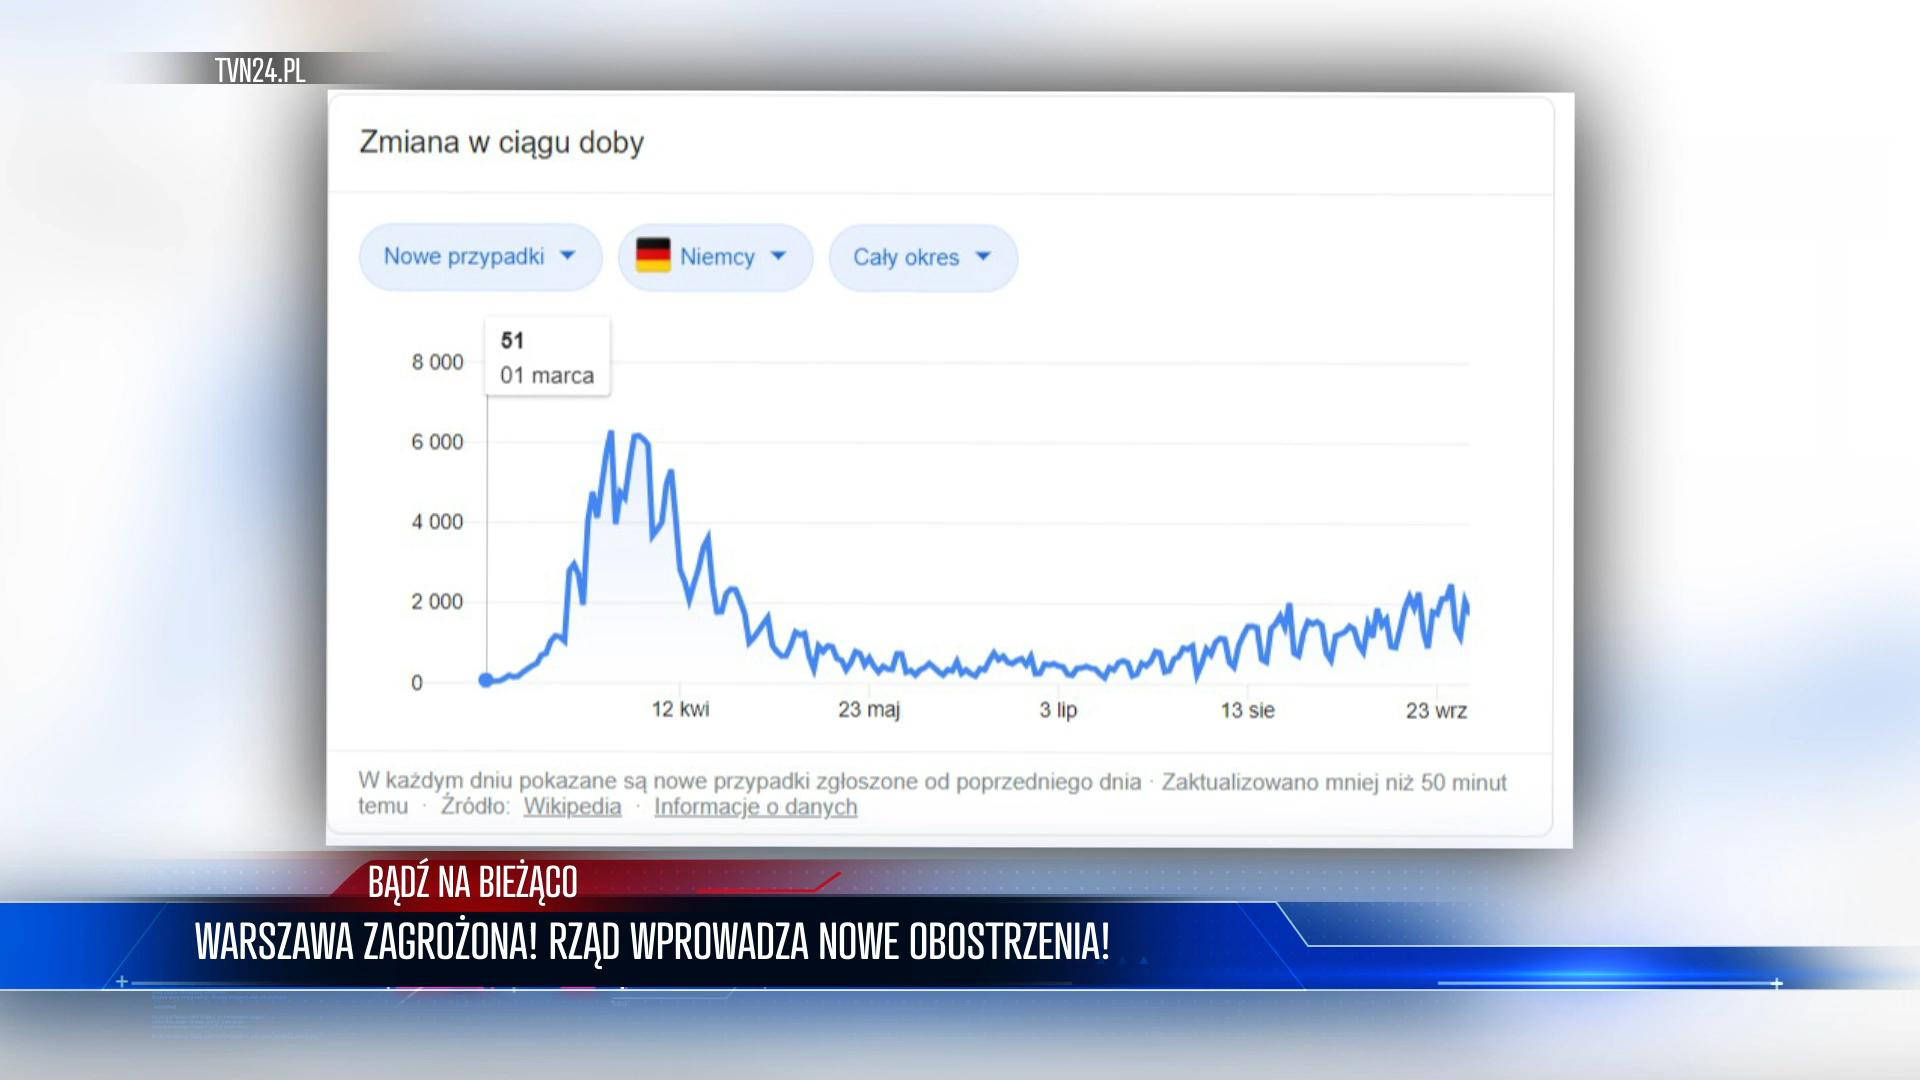 TVN24.PL
Zmiana w ciągu doby
Nowe przypadki
Niemcy
Cały okres
51
01 marca
8 000
6 000
4 000
2 000
0
12 kwi
23 maj
3 lip
13 sie
23 wrz
W każdym dniu pokazane są nowe przypadki zgłoszone od poprzedniego dnia · Zaktualizowano mniej niż 50 minut
temu · Źródło: Wikipedia · Informacje o danych
BĄDŹ NA BIEŻĄCO
WARSZAWA ZAGROŻONA! RZĄD WPROWADZA NOWE OBOSTRZENIA!